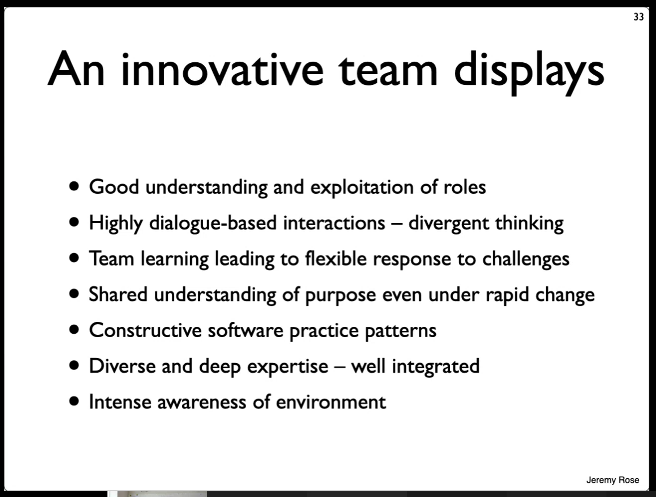 33
An innovative team displays
• Good understanding and exploitation of roles
• Highly dialogue-based interactions – divergent thinking
• Team learning leading to flexible response to challenges
• Shared understanding of purpose even under rapid change
• Constructive software practice patterns
• Diverse and deep expertise – well integrated
• Intense awareness of environment
Jeremy Rose